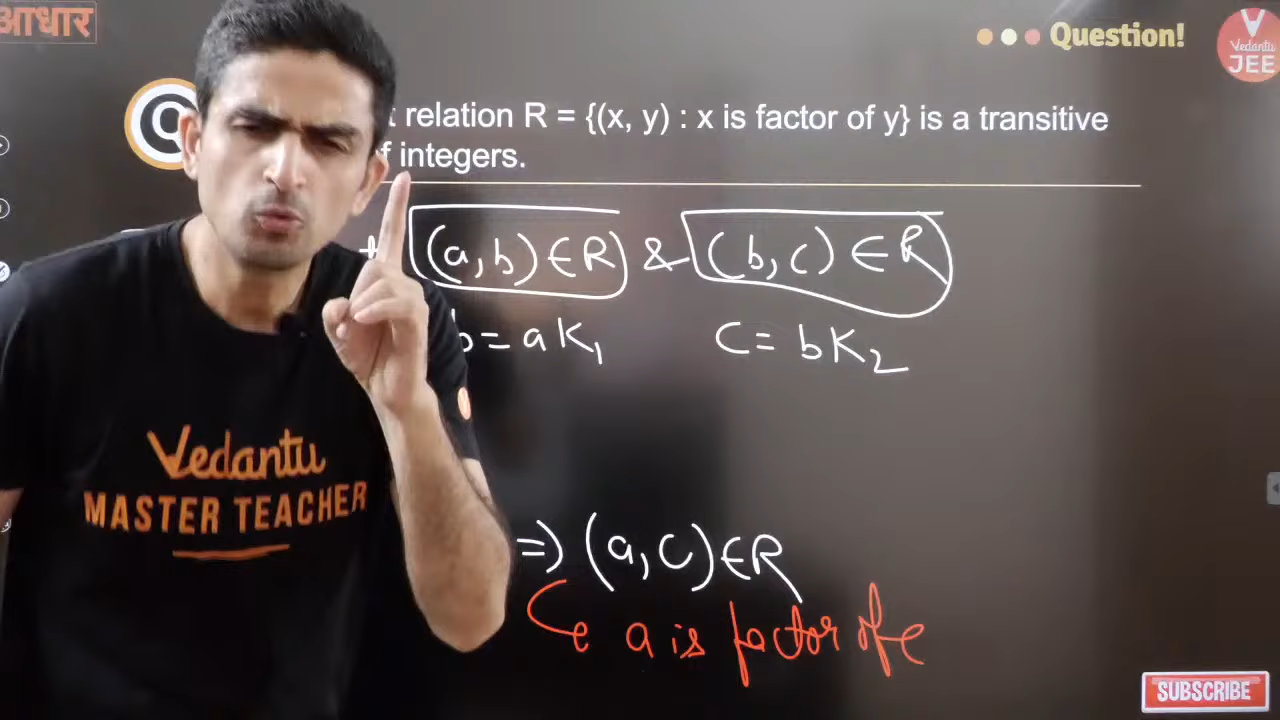 आधार
Question!
Vedantu
JEE
relation R = {(x, y) : x is factor of y} is a transitive
integers.
(a,b)∈R & (b,c)∈R
b=aK₁ C=bK₂
Vedantu
MASTER TEACHER
⇒ (a,c)∈R
a is factor of c
SUBSCRIBE